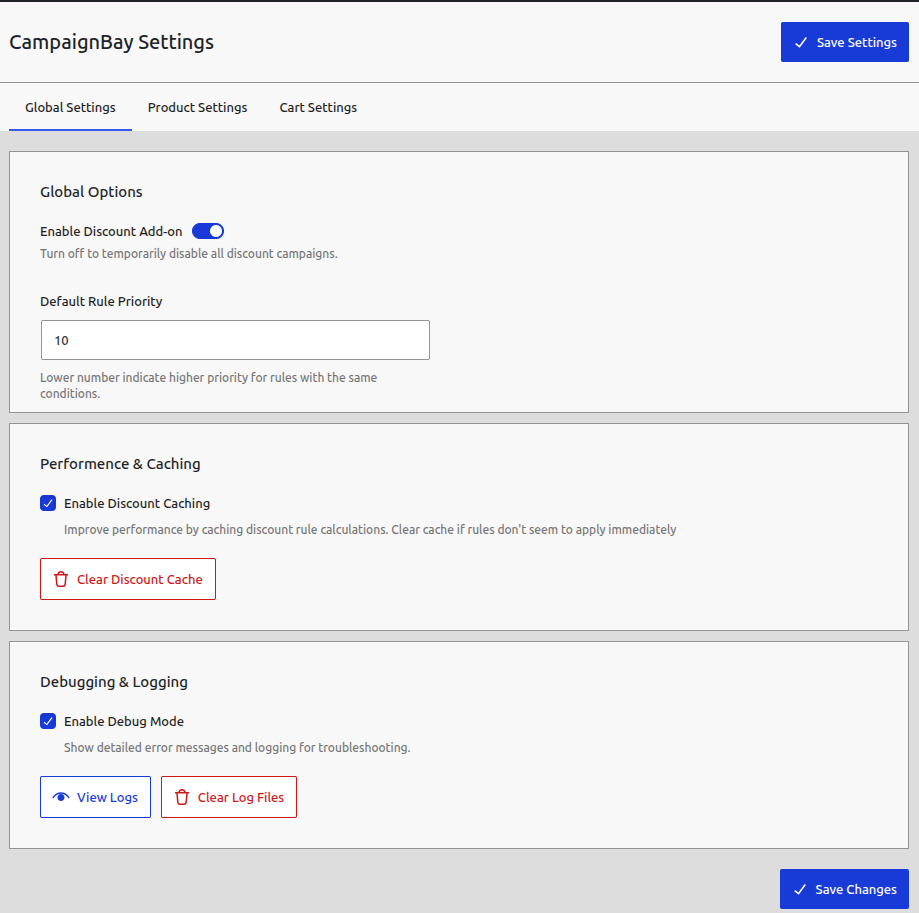 CampaignBay Settings
Save Settings
Global Settings
Product Settings
Cart Settings
Global Options
Enable Discount Add-on
Turn off to temporarily disable all discount campaigns.
Default Rule Priority
10
Lower number indicate higher priority for rules with the same
conditions.
Performence & Caching
Enable Discount Caching
Improve performance by caching discount rule calculations. Clear cache if rules don't seem to apply immediately
Clear Discount Cache
Debugging & Logging
Enable Debug Mode
Show detailed error messages and logging for troubleshooting.
View Logs
Clear Log Files
Save Changes